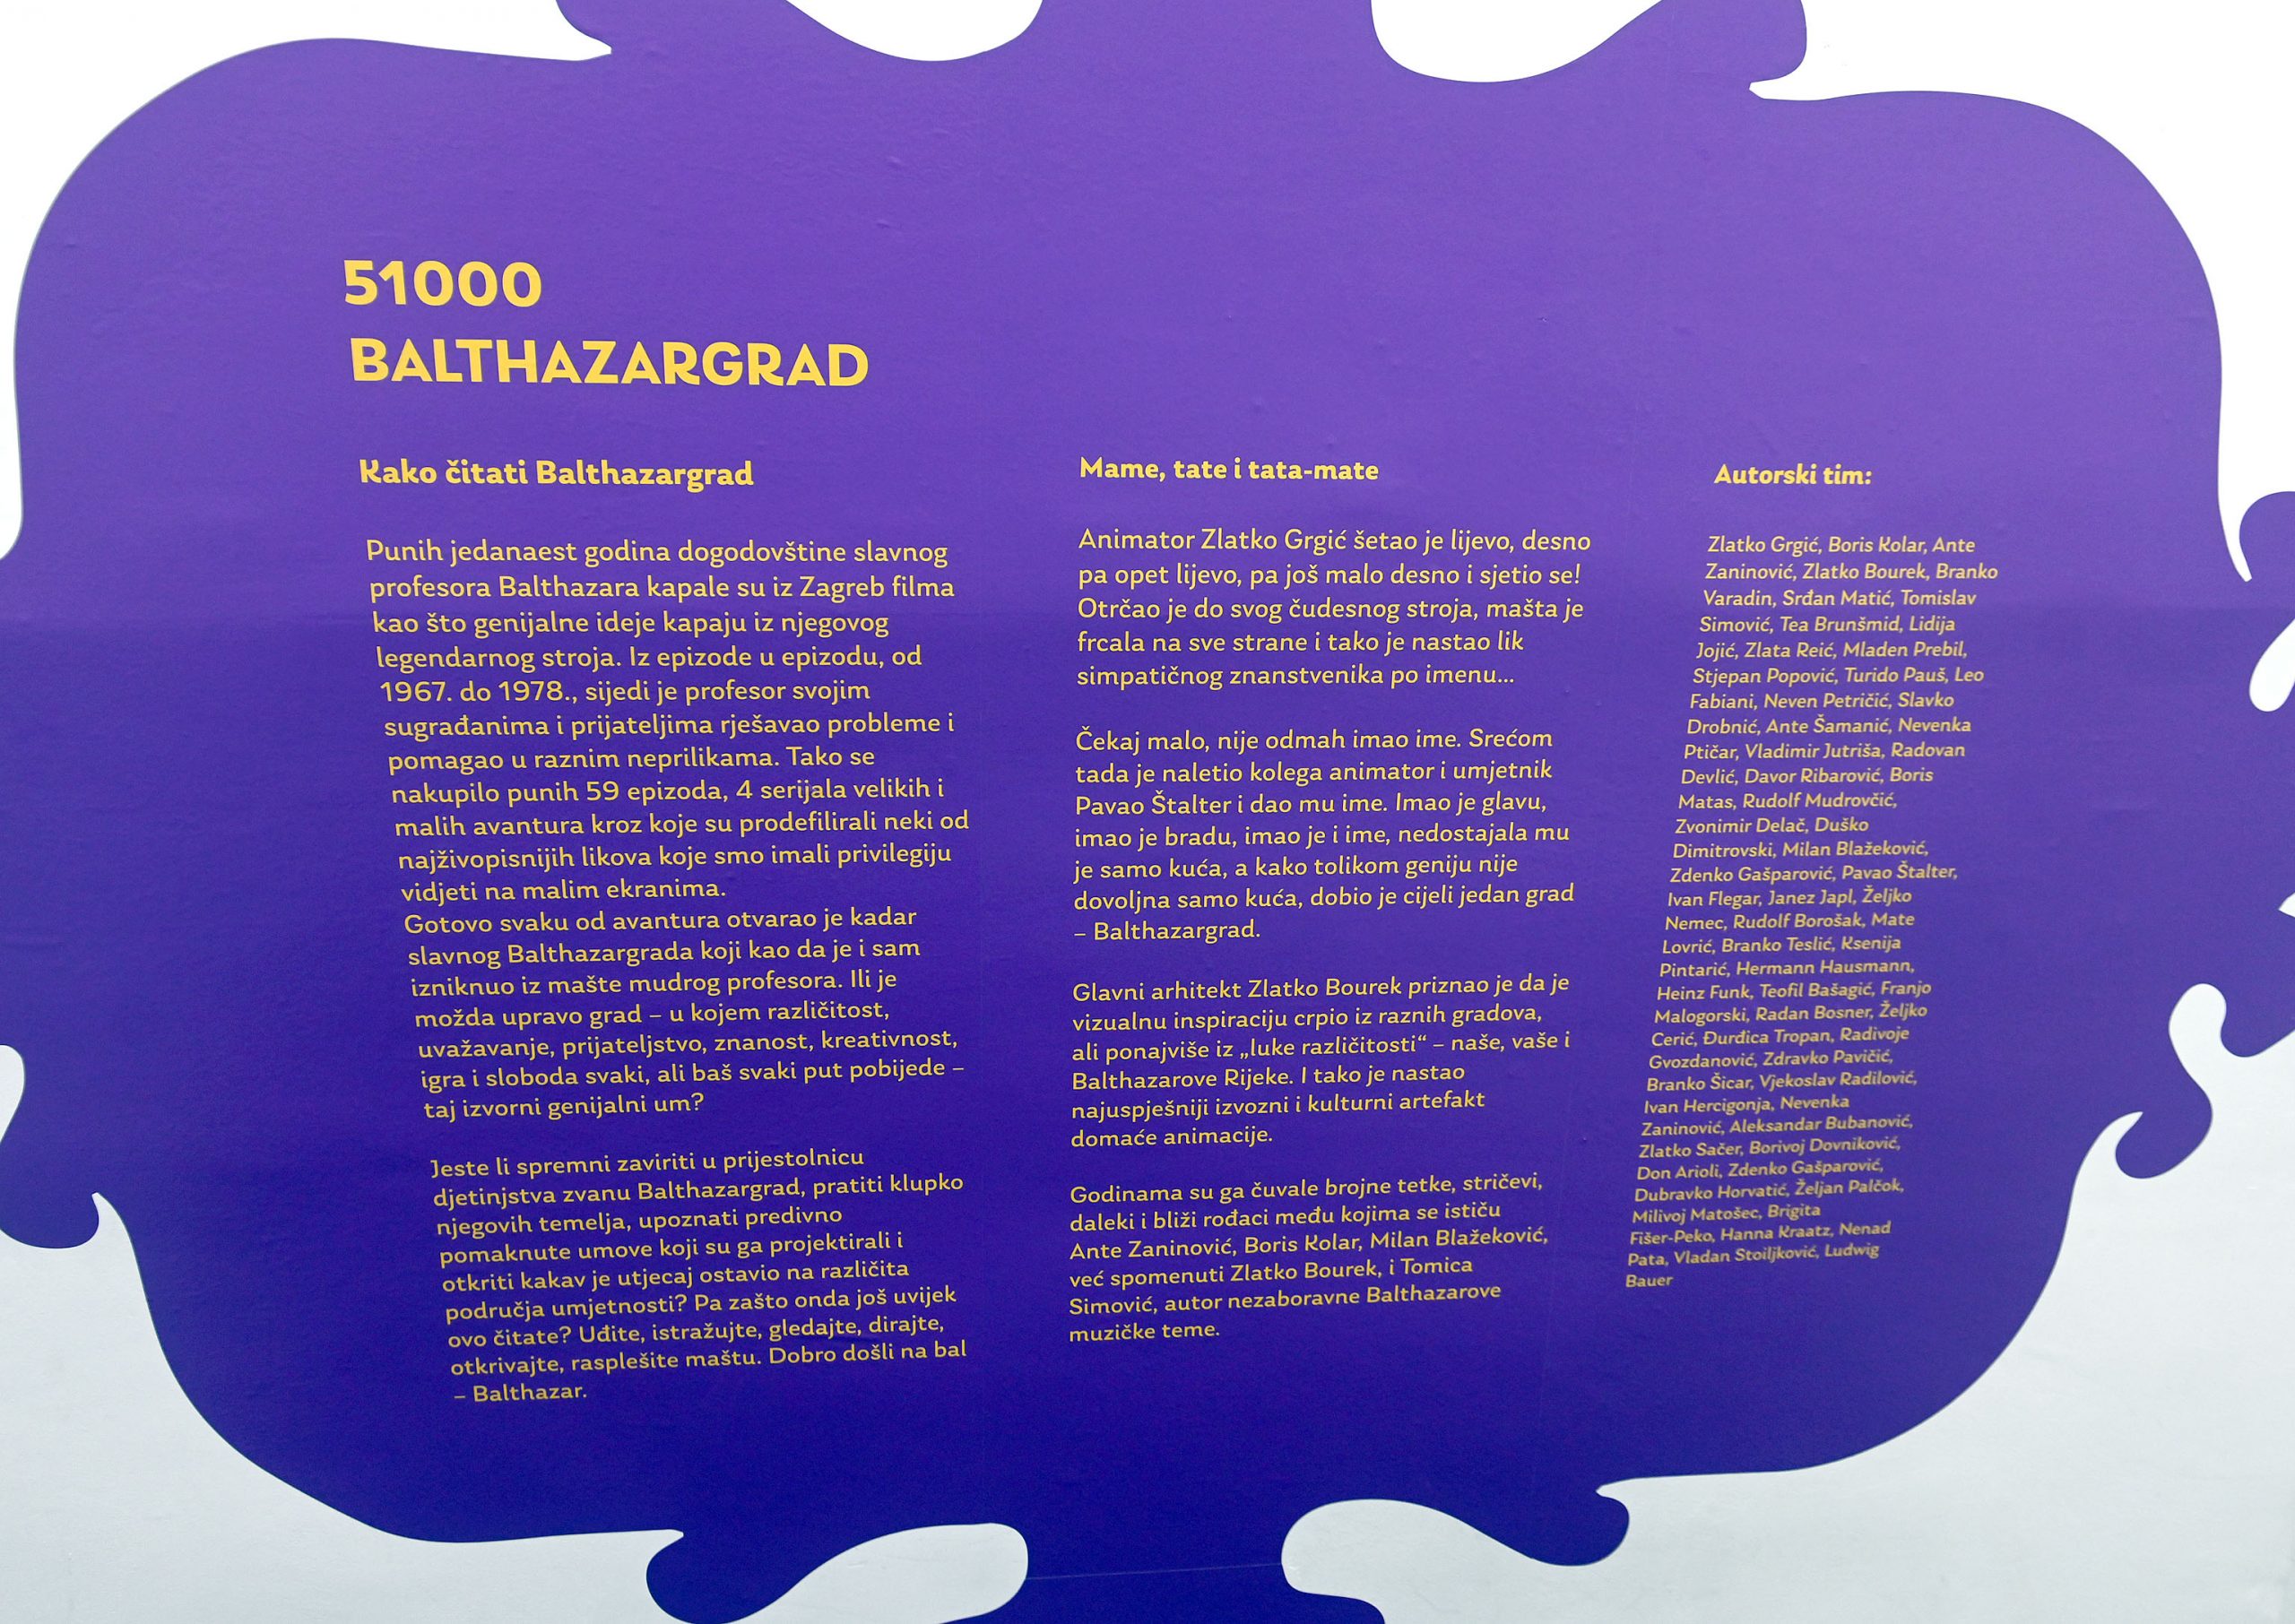 51000
BALTHAZARGRAD
Kako čitati Balthazargrad
Punih jedanaest godina dogodovštine slavnog
profesora Balthazara kapale su iz Zagreb filma
kao što genijalne ideje kapaju iz njegovog
legendarnog stroja. Iz epizode u epizodu, od
1967. do 1978., sijedi je profesor svojim
sugrađanima i prijateljima rješavao probleme i
pomagao u raznim neprilikama. Tako se
nakupilo punih 59 epizoda, 4 serijala velikih i
malih avantura kroz koje su prodefilirali neki od
najživopisnijih likova koje smo imali privilegiju
vidjeti na malim ekranima.
Gotovo svaku od avantura otvarao je kadar
slavnog Balthazargrada koji kao da je i sam
izniknuo iz mašte mudrog profesora. Ili je
možda upravo grad – u kojem različitost,
uvažavanje, prijateljstvo, znanost, kreativnost,
igra i sloboda svaki, ali baš svaki put pobijede –
taj izvorni genijalni um?
Jeste li spremni zaviriti u prijestolnicu
djetinjstva zvanu Balthazargrad, pratiti klupko
njegovih temelja, upoznati predivno
pomaknute umove koji su ga projektirali i
otkriti kakav je utjecaj ostavio na različita
područja umjetnosti? Pa zašto onda još uvijek
ovo čitate? Uđite, istražujte, gledajte, dirajte,
otkrivajte, rasplešite maštu. Dobro došli na bal
– Balthazar.
Mame, tate i tata-mate
Animator Zlatko Grgić šetao je lijevo, desno
pa opet lijevo, pa još malo desno i sjetio se!
Otrčao je do svog čudesnog stroja, mašta je
frcala na sve strane i tako je nastao lik
simpatičnog znanstvenika po imenu...
Čekaj malo, nije odmah imao ime. Srećom
tada je naletio kolega animator i umjetnik
Pavao Štalter i dao mu ime. Imao je glavu,
imao je bradu, imao je i ime, nedostajala mu
je samo kuća, a kako tolikom geniju nije
dovoljna samo kuća, dobio je cijeli jedan grad
– Balthazargrad.
Glavni arhitekt Zlatko Bourek priznao je da je
vizualnu inspiraciju crpio iz raznih gradova,
ali ponajviše iz „luke različitosti“ – naše, vaše i
Balthazarove Rijeke. I tako je nastao
najuspješniji izvozni i kulturni artefakt
domaće animacije.
Godinama su ga čuvale brojne tetke, stričevi,
daleki i bliži rođaci među kojima se ističu
Ante Zaninović, Boris Kolar, Milan Blažeković,
već spomenuti Zlatko Bourek, i Tomica
Simović, autor nezaboravne Balthazarove
muzičke teme.
Autorski tim:
Zlatko Grgić, Boris Kolar, Ante
Zaninović, Zlatko Bourek, Branko
Varadin, Srđan Matić, Tomislav
Simović, Tea Brunšmid, Lidija
Jojić, Zlata Reić, Mladen Prebil,
Stjepan Popović, Turido Pauš, Leo
Fabiani, Neven Petričić, Slavko
Drobnić, Ante Šamanić, Nevenka
Ptičar, Vladimir Jutriša, Radovan
Devlić, Davor Ribarović, Boris
Matas, Rudolf Mudrovčić,
Zvonimir Delač, Duško
Dimitrovski, Milan Blažeković,
Zdenko Gašparović, Pavao Štalter,
Ivan Flegar, Janez Japl, Željko
Nemec, Rudolf Borošak, Mate
Lovrić, Branko Teslić, Ksenija
Pintarić, Hermann Hausmann,
Heinz Funk, Teofil Bašagić, Franjo
Malogorski, Radan Bosner, Željko
Cerić, Đurđica Tropan, Radivoje
Gvozdanović, Zdravko Pavičić,
Branko Šicar, Vjekoslav Radilović,
Ivan Hercigonja, Nevenka
Zaninović, Aleksandar Bubanović,
Zlatko Sačer, Borivoj Dovniković,
Don Arioli, Zdenko Gašparović,
Dubravko Horvatić, Željan Palčok,
Milivoj Matošec, Brigita
Fišer-Peko, Hanna Kraatz, Nenad
Pata, Vladan Stoiljković, Ludwig
Bauer